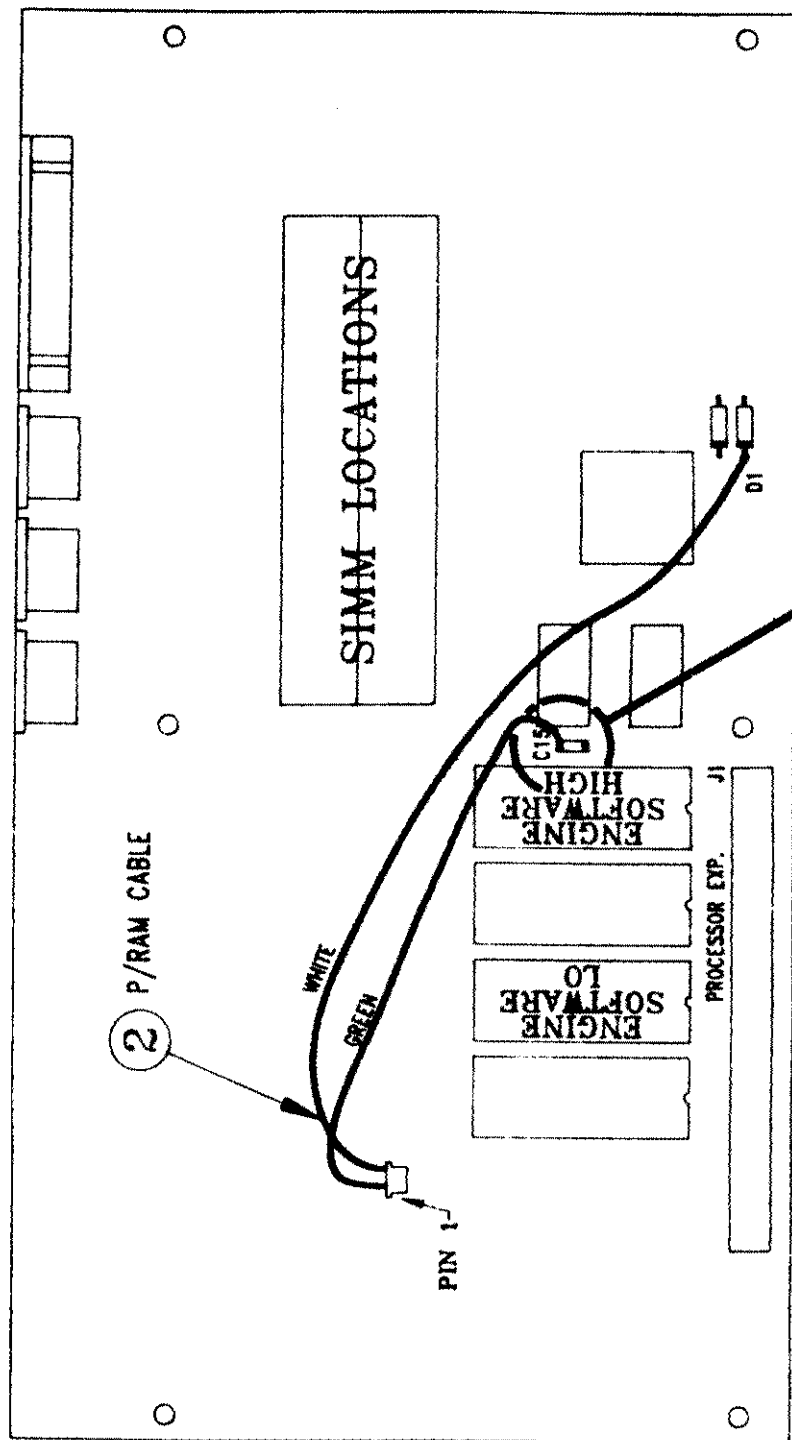 2 P/RAM CABLE
SIMM LOCATIONS
WHITE
GREEN
PIN 1
C15
D1
ENGINE
SOFTWARE
HIGH
ENGINE
SOFTWARE
LO
PROCESSOR EXP.
J1